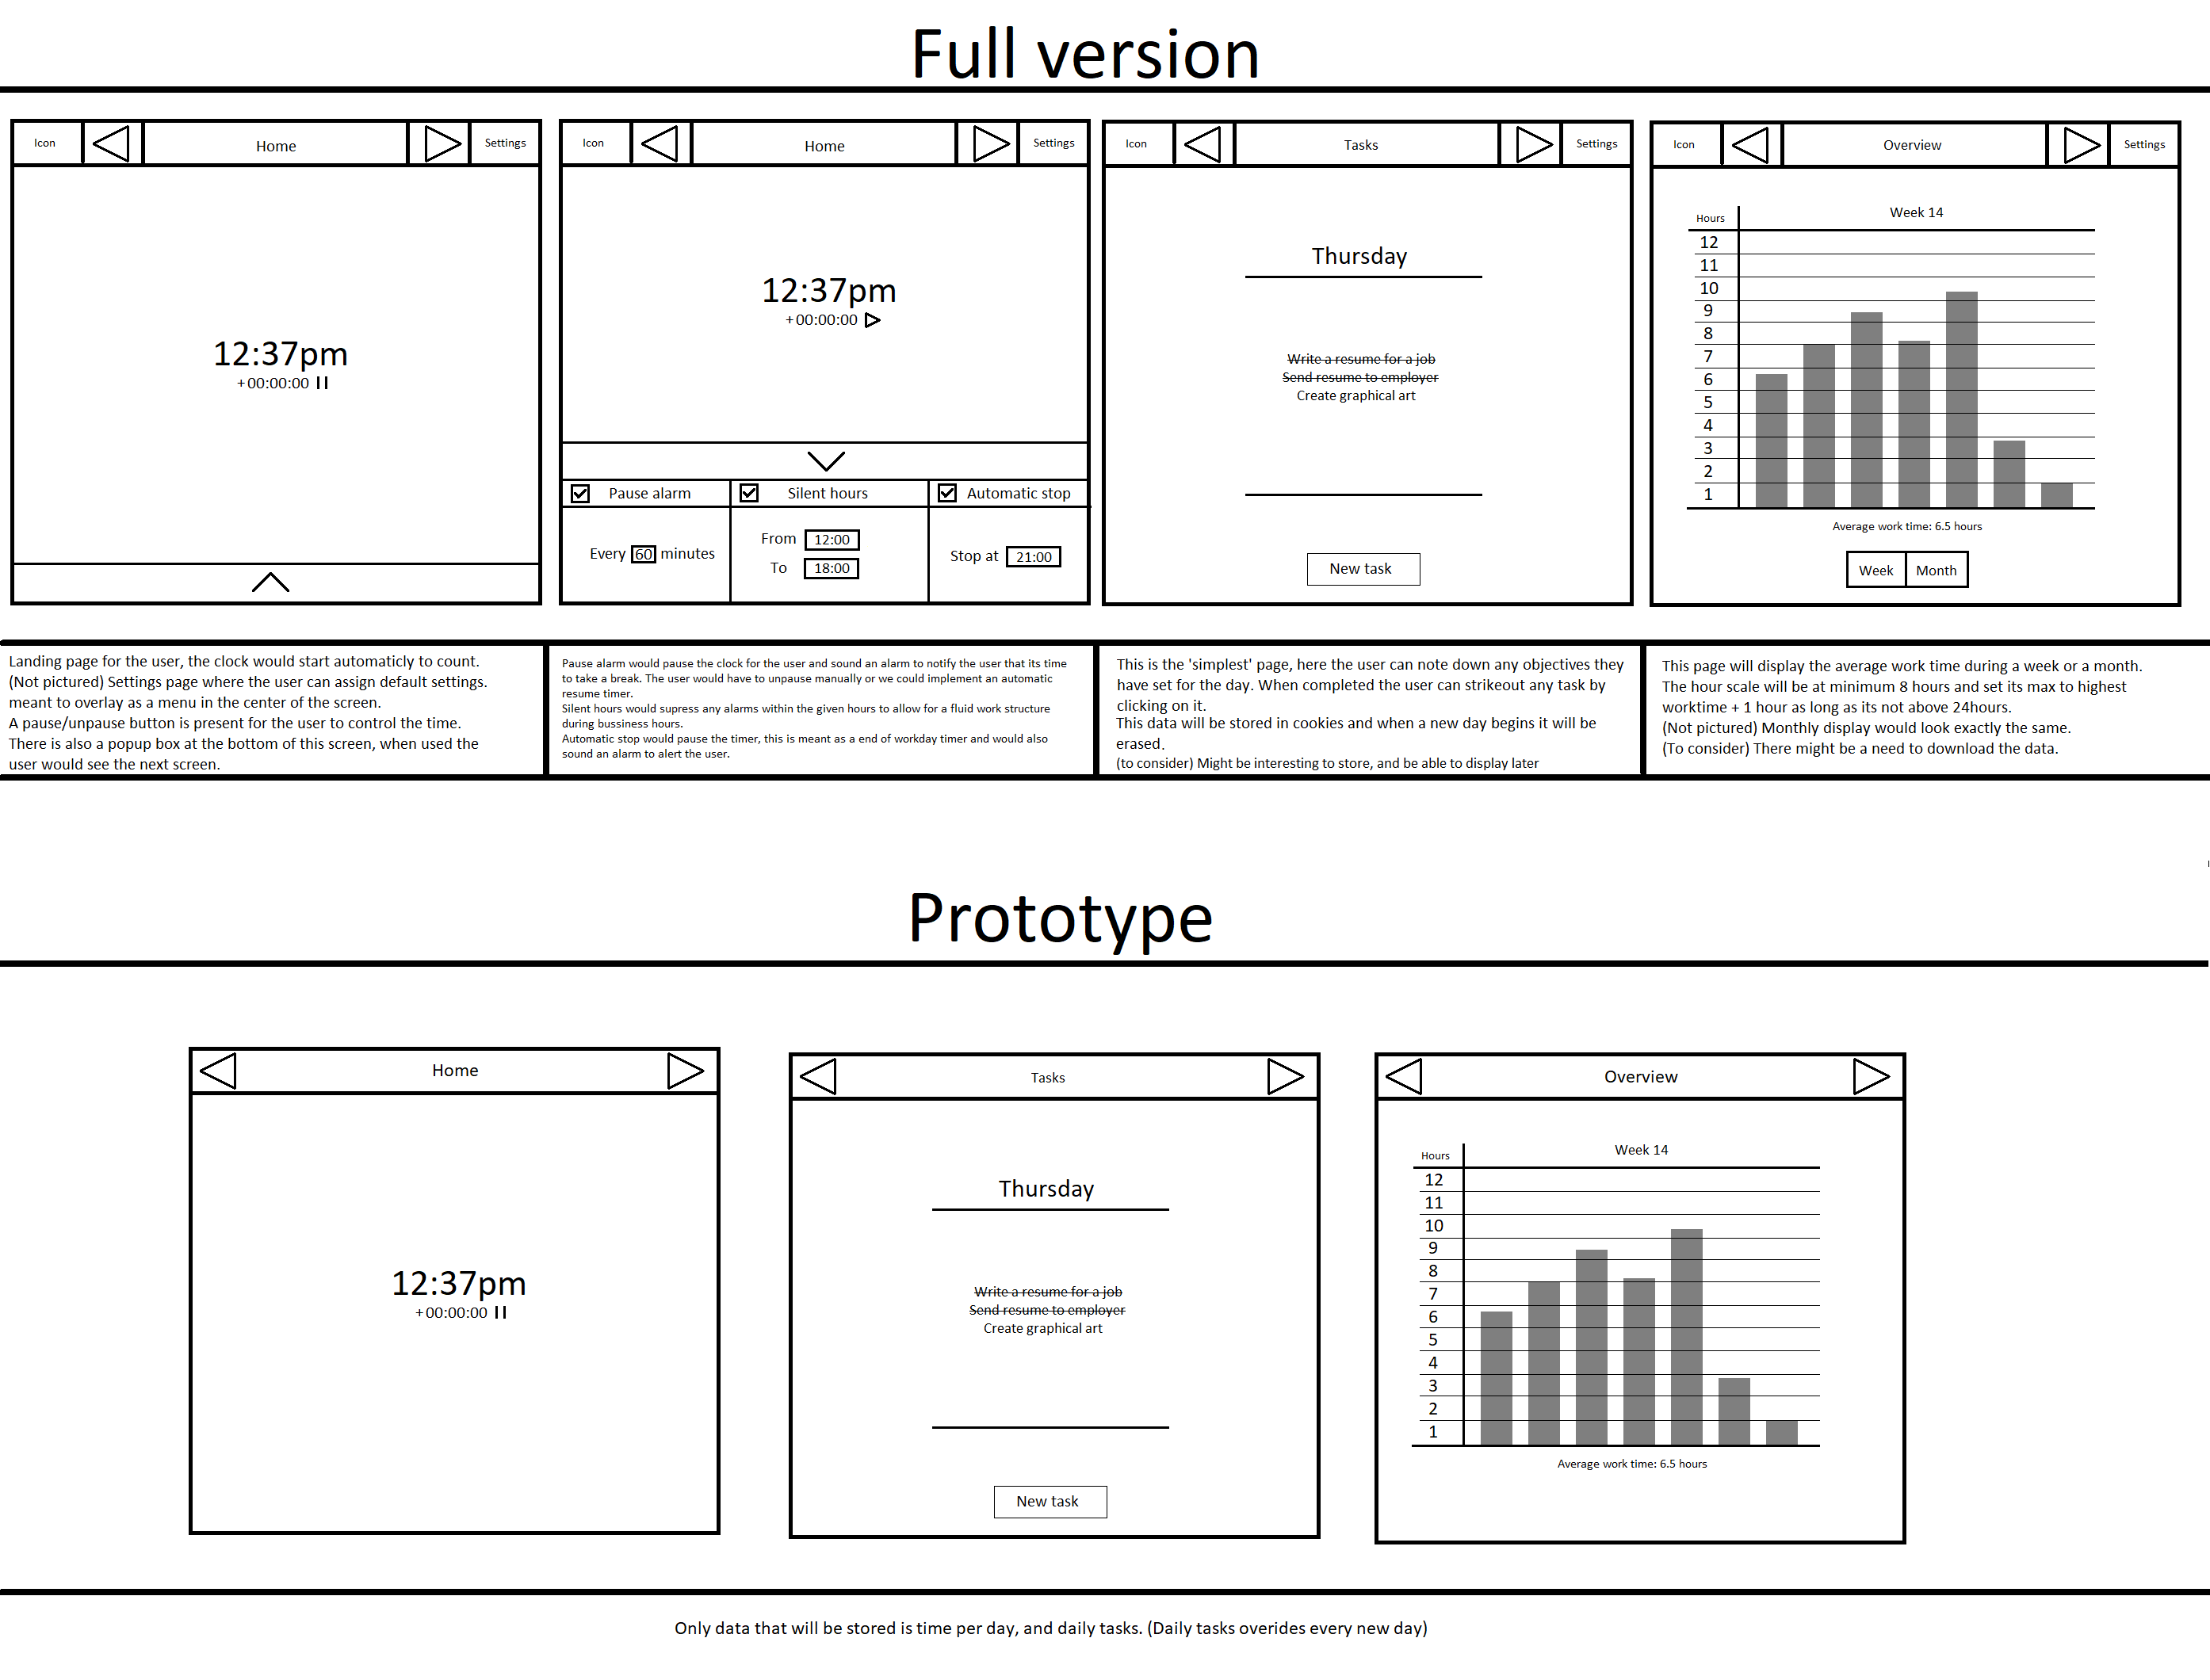 Full version
Icon
Home
Settings
12:37pm
+00:00:00
Icon
Home
Settings
12:37pm
+00:00:00
Pause alarm
Silent hours
Automatic stop
Every 60 minutes
From 12:00
To 18:00
Stop at 21:00
Icon
Tasks
Settings
Thursday
Write a resume for a job
Send resume to employer
Create graphical art
New task
Icon
Overview
Settings
Hours
Week 14
12
11
10
9
8
7
6
5
4
3
2
1
Average work time: 6.5 hours
Week
Month
Landing page for the user, the clock would start automaticly to count.
(Not pictured) Settings page where the user can assign default settings.
meant to overlay as a menu in the center of the screen.
A pause/unpause button is present for the user to control the time.
There is also a popup box at the bottom of this screen, when used the
user would see the next screen.
Pause alarm would pause the clock for the user and sound an alarm to notify the user that its time
to take a break. The user would have to unpause manually or we could implement an automatic
resume timer.
Silent hours would supress any alarms within the given hours to allow for a fluid work structure
during bussiness hours.
Automatic stop would pause the timer, this is meant as a end of workday timer and would also
sound an alarm to alert the user.
This is the 'simplest' page, here the user can note down any objectives they
have set for the day. When completed the user can strikeout any task by
clicking on it.
This data will be stored in cookies and when a new day begins it will be
erased.
(to consider) Might be interesting to store, and be able to display later
This page will display the average work time during a week or a month.
The hour scale will be at minimum 8 hours and set its max to highest
worktime + 1 hour as long as its not above 24hours.
(Not pictured) Monthly display would look exactly the same.
(To consider) There might be a need to download the data.
Prototype
Home
12:37pm
+00:00:00
Tasks
Thursday
Write a resume for a job
Send resume to employer
Create graphical art
New task
Overview
Hours
Week 14
12
11
10
9
8
7
6
5
4
3
2
1
Average work time: 6.5 hours
Only data that will be stored is time per day, and daily tasks. (Daily tasks overides every new day)